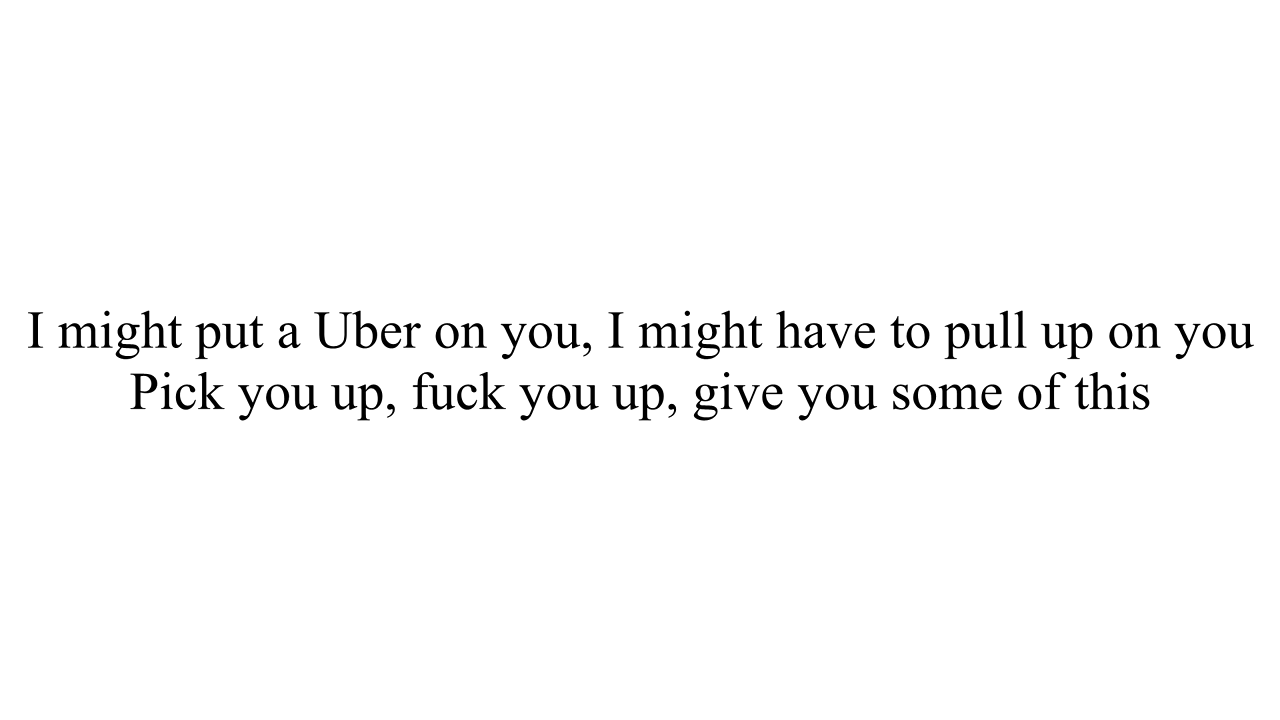 I might put a Uber on you, I might have to pull up on you
Pick you up, fuck you up, give you some of this